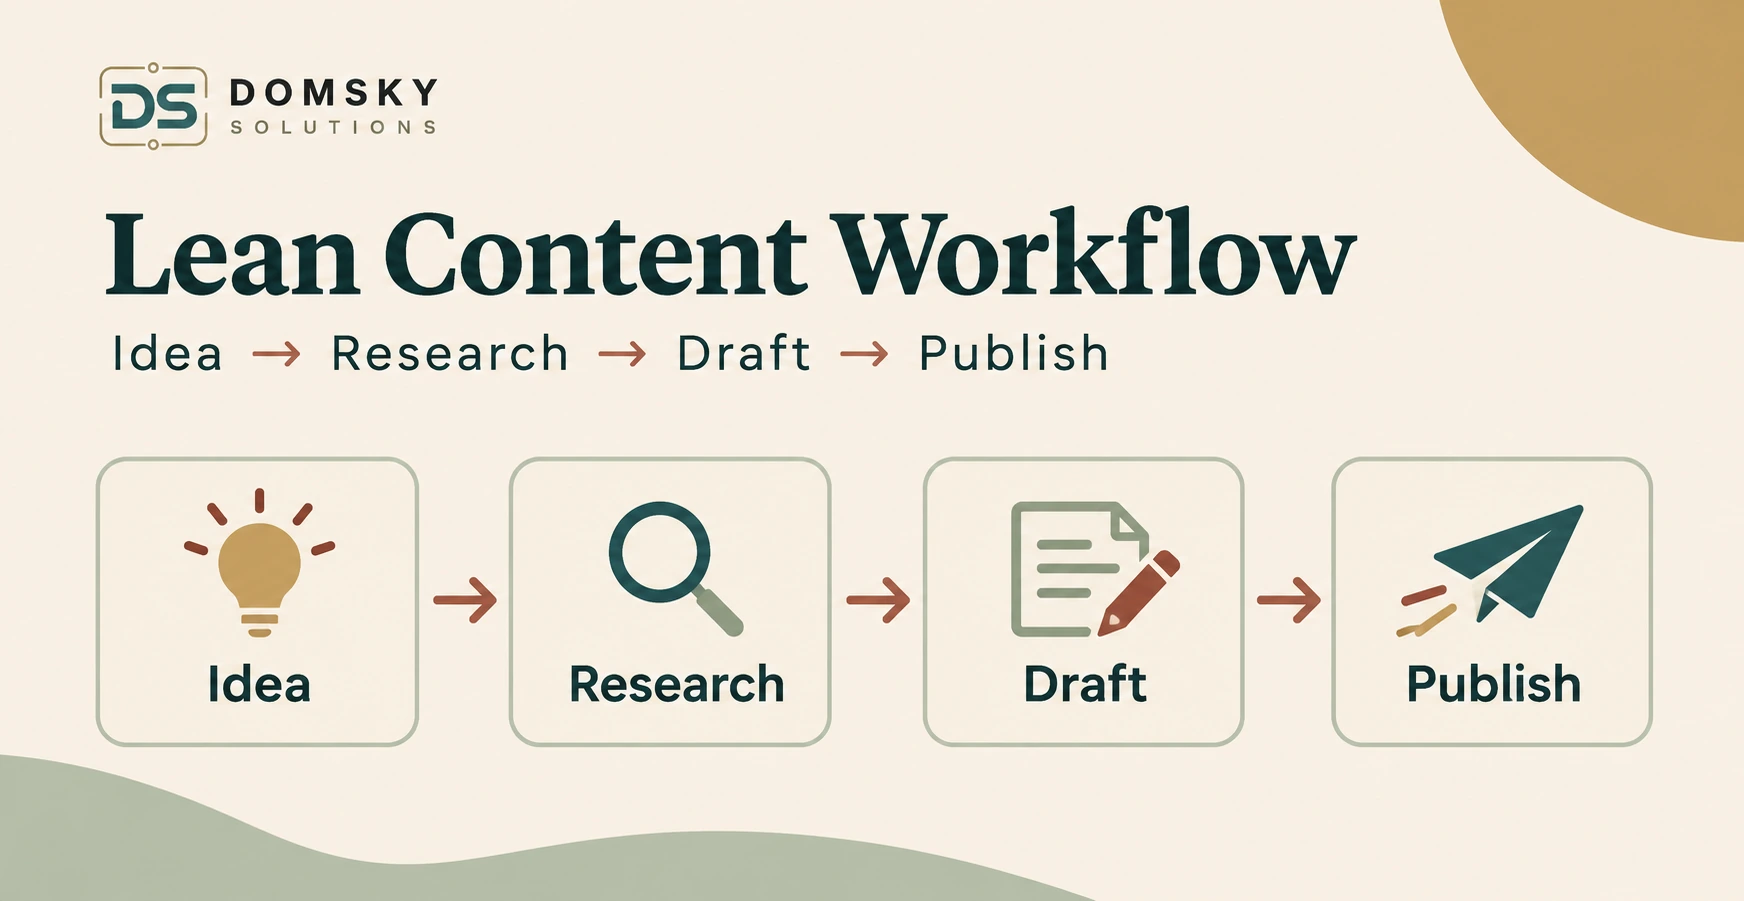 DS
DOMSKY
SOLUTIONS
Lean Content Workflow
Idea → Research → Draft → Publish
Idea
Research
Draft
Publish